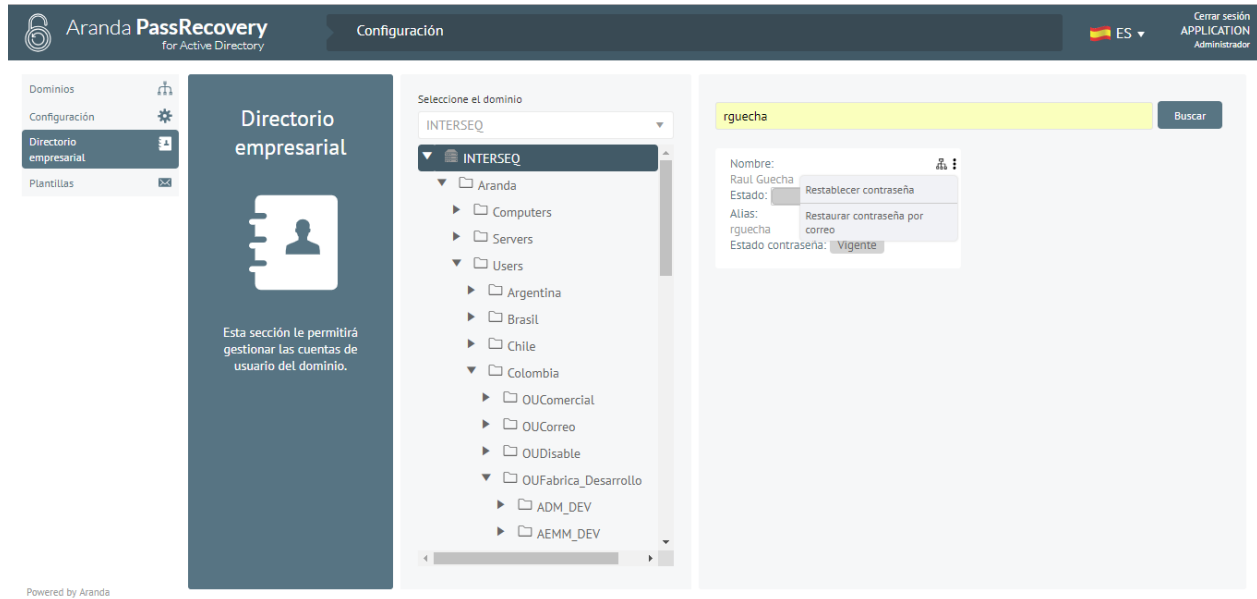 Aranda PassRecovery
for Active Directory
Configuración
ES
Cerrar sesión
APPLICATION
Administrador
Dominios
Configuración
Directorio
empresarial
Plantillas
Directorio
empresarial
Esta sección le permitirá
gestionar las cuentas de
usuario del dominio.
Seleccione el dominio
INTERSEQ
INTERSEQ
Aranda
Computers
Servers
Users
Argentina
Brasil
Chile
Colombia
OUComercial
OUCorreo
OUDisable
OUFabrica_Desarrollo
ADM_DEV
AEMM_DEV
rguecha
Buscar
Nombre:
Raul Guecha
Estado:
Alias:
rguecha
Estado contraseña: Vigente
Restablecer contraseña
Restaurar contraseña por
correo
Powered by Aranda